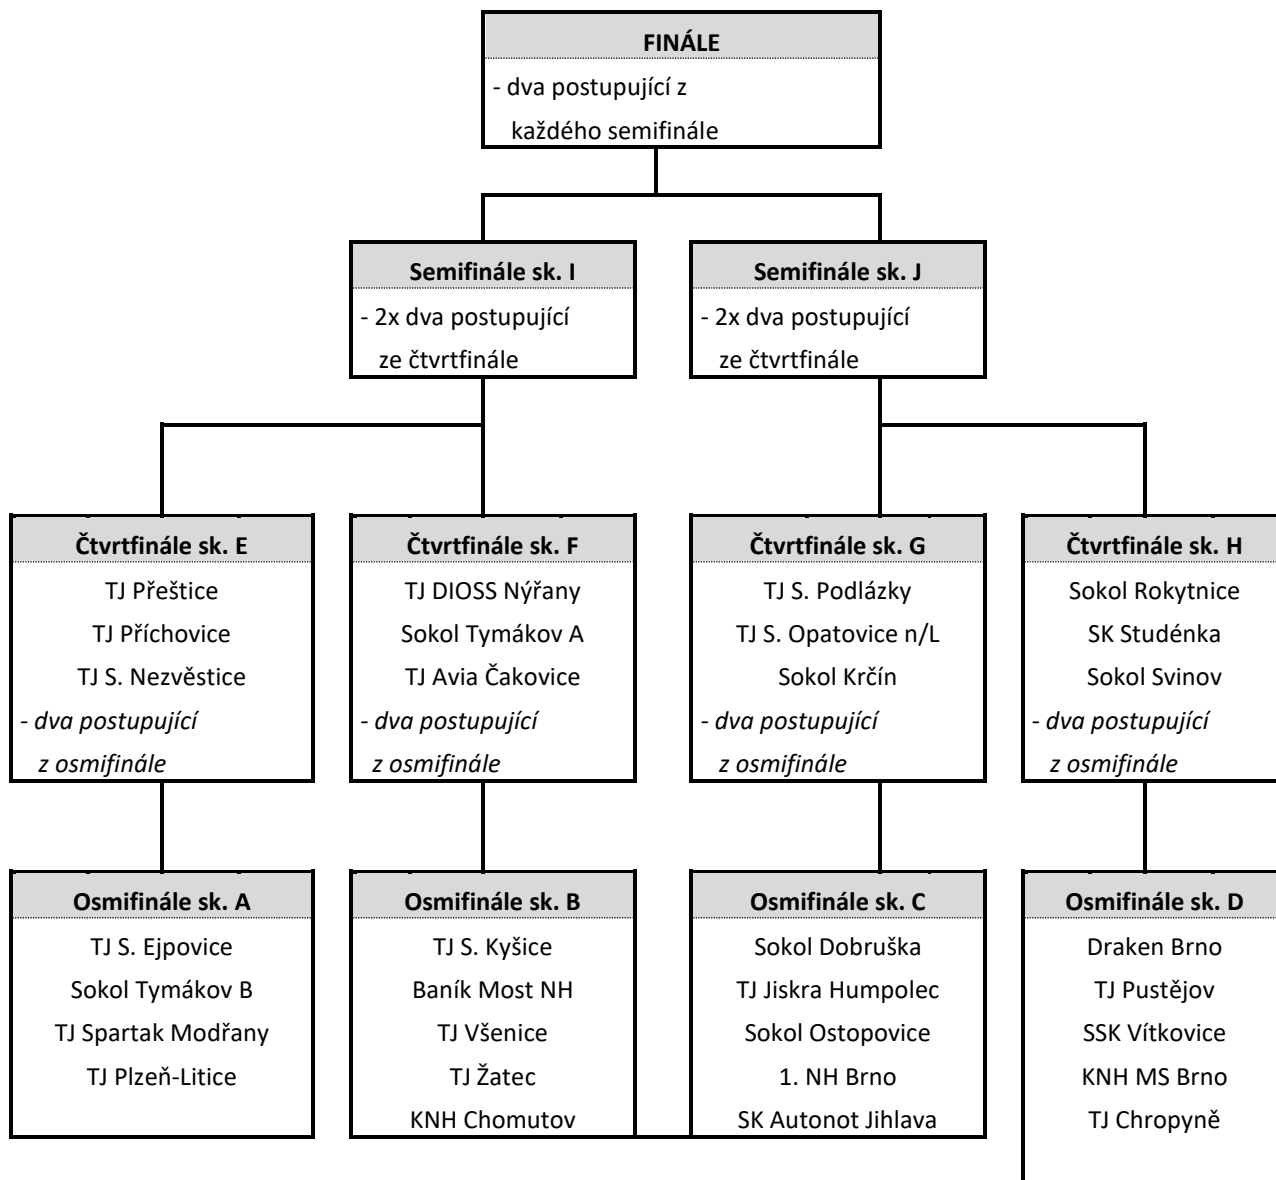 FINÁLE
- dva postupující z
každého semifinále
Semifinále sk. I
- 2x dva postupující
ze čtvrtfinále
Semifinále sk. J
- 2x dva postupující
ze čtvrtfinále
Čtvrtfinále sk. E
TJ Přeštice
TJ Příchovice
TJ S. Nezvěstice
- dva postupující
z osmifinále
Čtvrtfinále sk. F
TJ DIOSS Nýřany
Sokol Tymákov A
TJ Avia Čakovice
- dva postupující
z osmifinále
Čtvrtfinále sk. G
TJ S. Podlázky
TJ S. Opatovice n/L
Sokol Krčín
- dva postupující
z osmifinále
Čtvrtfinále sk. H
Sokol Rokytnice
SK Studénka
Sokol Svinov
- dva postupující
z osmifinále
Osmifinále sk. A
TJ S. Ejpovice
Sokol Tymákov B
TJ Spartak Modřany
TJ Plzeň-Litice
Osmifinále sk. B
TJ S. Kyšice
Baník Most NH
TJ Všenice
TJ Žatec
KNH Chomutov
Osmifinále sk. C
Sokol Dobruška
TJ Jiskra Humpolec
Sokol Ostopovice
1. NH Brno
SK Autonot Jihlava
Osmifinále sk. D
Draken Brno
TJ Pustějov
SSK Vítkovice
KNH MS Brno
TJ Chropyně